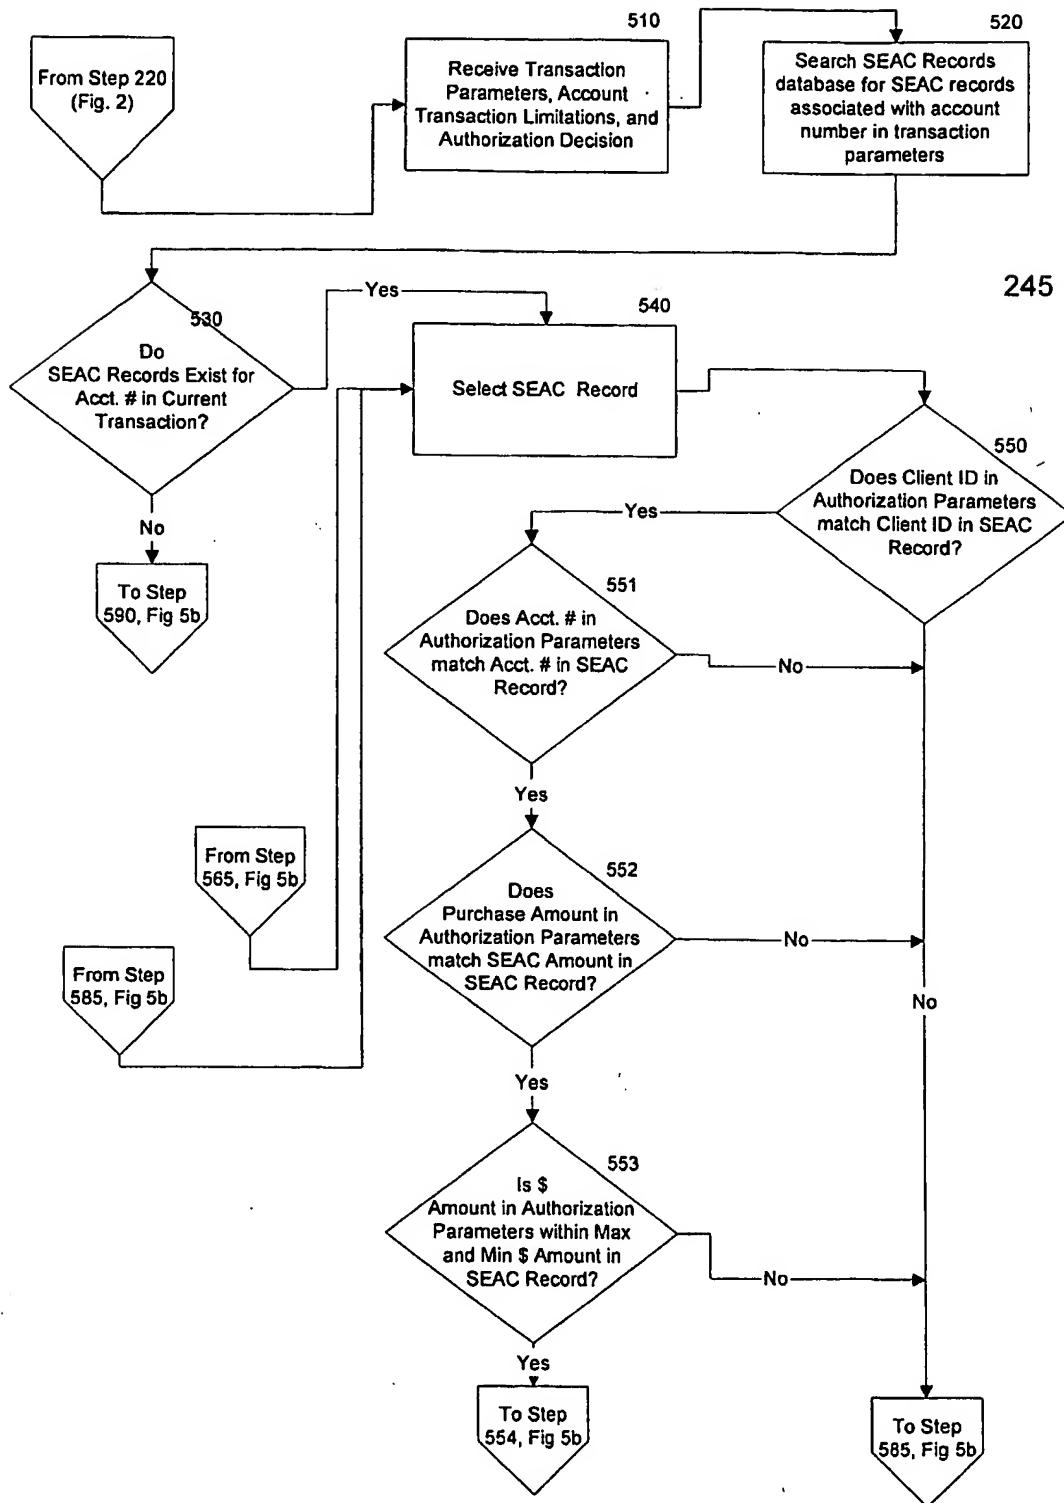 510
520
From Step 220
(Fig. 2)
Receive Transaction
Parameters, Account
Transaction Limitations, and
Authorization Decision
Search SEAC Records
database for SEAC records
associated with account
number in transaction
parameters
245
530
Do
SEAC Records Exist for
Acct. # in Current
Transaction?
Yes
540
Select SEAC Record
550
Does Client ID in
Authorization Parameters
match Client ID in SEAC
Record?
No
Yes
To Step
590, Fig 5b
551
Does Acct. # in
Authorization Parameters
match Acct. # in SEAC
Record?
No
Yes
From Step
565, Fig 5b
552
Does
Purchase Amount in
Authorization Parameters
match SEAC Amount in
SEAC Record?
No
From Step
585, Fig 5b
No
Yes
553
Is $
Amount in Authorization
Parameters within Max
and Min $ Amount in
SEAC Record?
No
Yes
To Step
554, Fig 5b
To Step
585, Fig 5b